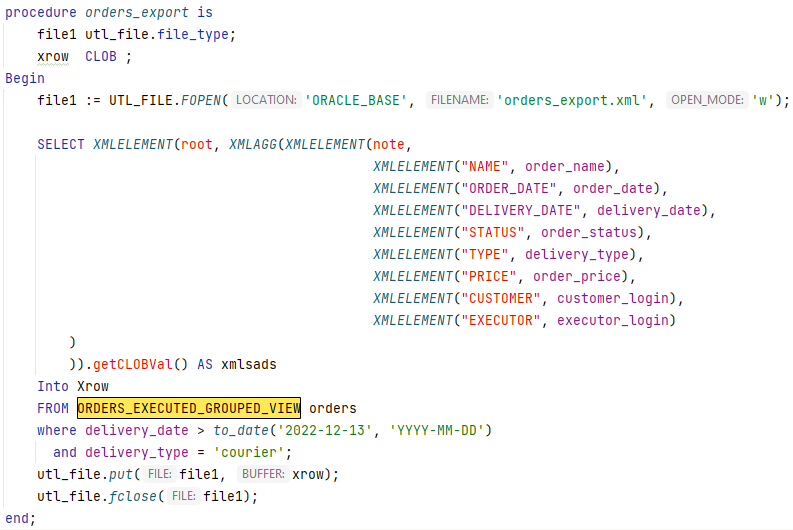 procedure orders_export is
    file1 utl_file.file_type;
    xrow  CLOB ;
Begin
    file1 := UTL_FILE.FOPEN( LOCATION: 'ORACLE_BASE', FILENAME: 'orders_export.xml', OPEN_MODE: 'w');
    SELECT XMLELEMENT(root, XMLAGG(XMLELEMENT(note,
                                              XMLELEMENT("NAME", order_name),
                                              XMLELEMENT("ORDER_DATE", order_date),
                                              XMLELEMENT("DELIVERY_DATE", delivery_date),
                                              XMLELEMENT("STATUS", order_status),
                                              XMLELEMENT("TYPE", delivery_type),
                                              XMLELEMENT("PRICE", order_price),
                                              XMLELEMENT("CUSTOMER", customer_login),
                                              XMLELEMENT("EXECUTOR", executor_login)
        )
        )).getCLOBVal() AS xmlsads
    Into Xrow
    FROM ORDERS_EXECUTED_GROUPED_VIEW orders
    where delivery_date > to_date('2022-12-13', 'YYYY-MM-DD')
      and delivery_type = 'courier';
    utl_file.put( FILE: file1, BUFFER: xrow);
    utl_file.fclose( FILE: file1);
end;